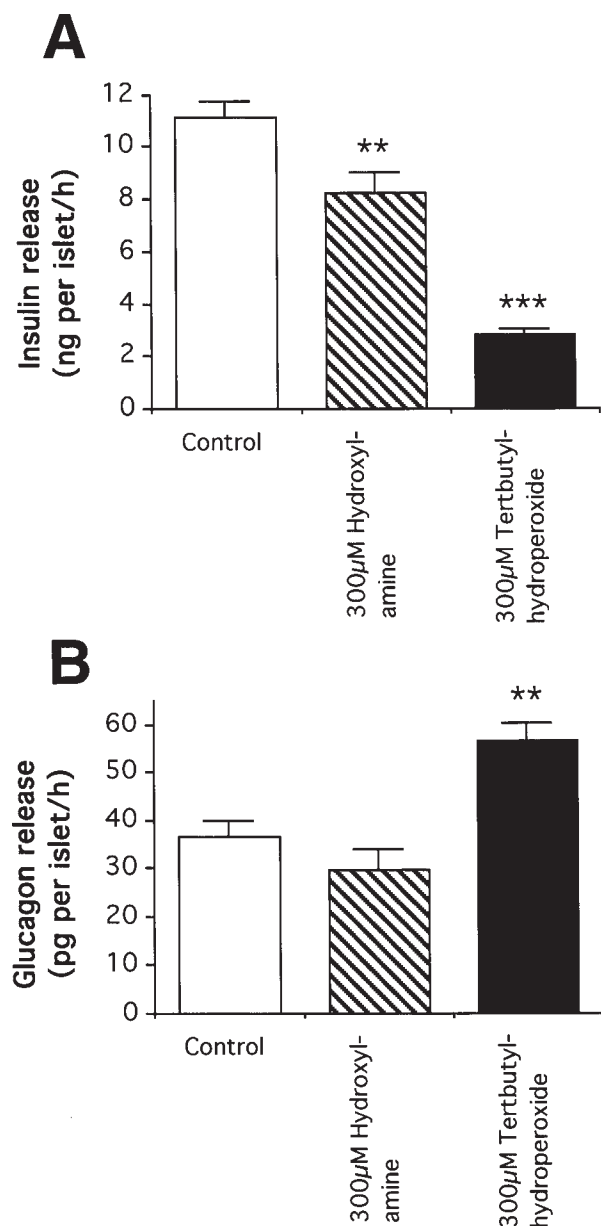 A
Insulin release
(ng per islet/h)
12
10
8
6
4
2
0
**
***
Control
300µM Hydroxyl-
amine
300µM Tertbutyl-
hydroperoxide
B
Glucagon release
(pg per islet/h)
60
50
40
30
20
10
0
**
Control
300µM Hydroxyl-
amine
300µM Tertbutyl-
hydroperoxide